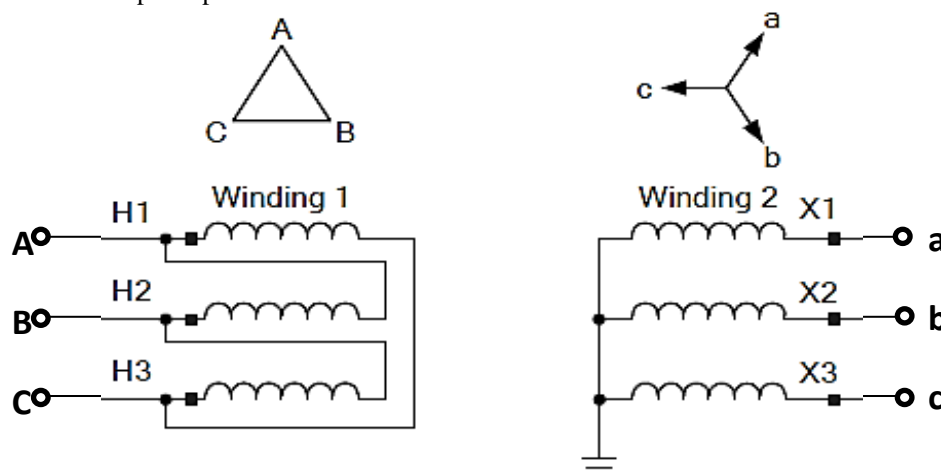 A
C B
a
c
b
H1 Winding 1
Winding 2 X1
A a
H2
X2
B b
H3
X3
C